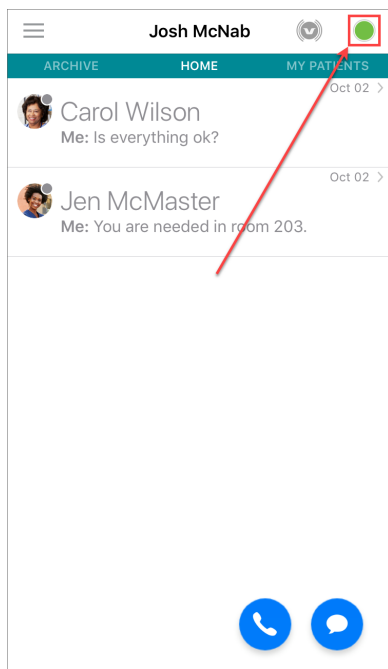 Josh McNab
ARCHIVE HOME MY PATIENTS
Oct 02
Carol Wilson
Me: Is everything ok?
Oct 02
Jen McMaster
Me: You are needed in room 203.